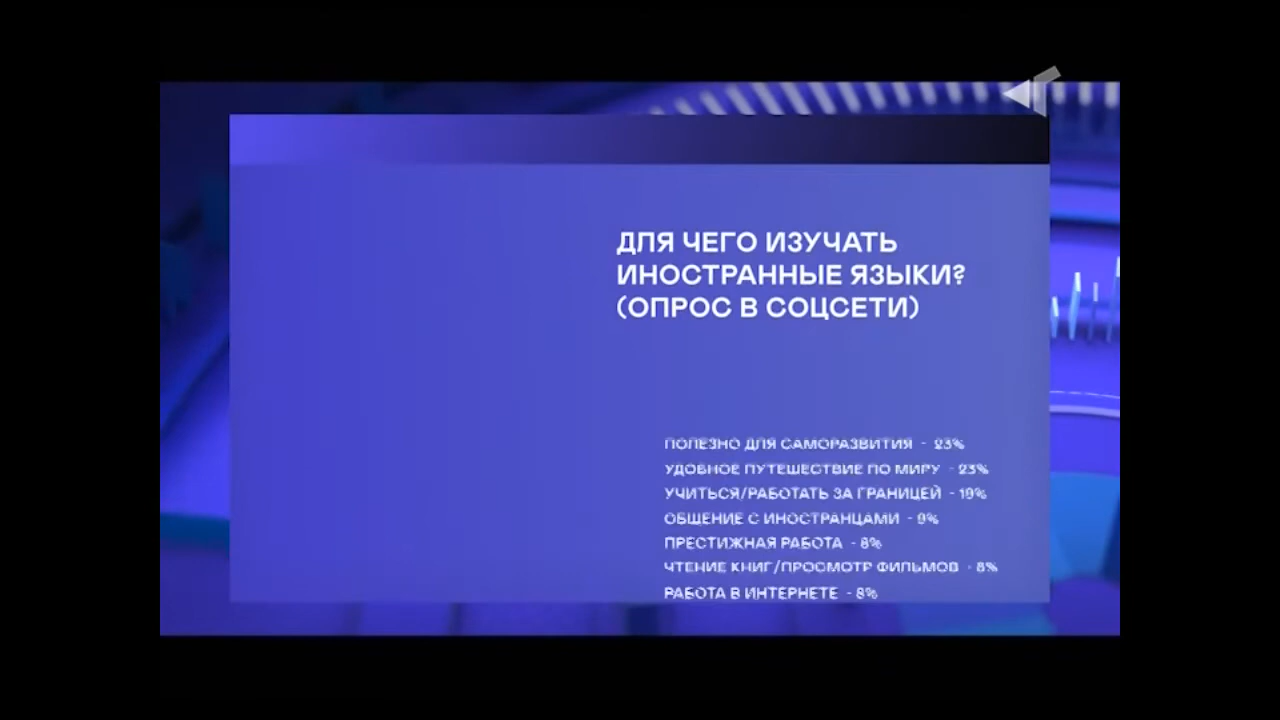 ДЛЯ ЧЕГО ИЗУЧАТЬ
ИНОСТРАННЫЕ ЯЗЫКИ?
(ОПРОС В СОЦСЕТИ)
ПОЛЕЗНО ДЛЯ САМОРАЗВИТИЯ - 23%
УДОБНОЕ ПУТЕШЕСТВИЕ ПО МИРУ - 23%
УЧИТЬСЯ/РАБОТАТЬ ЗА ГРАНИЦЕЙ - 19%
ОБЩЕНИЕ С ИНОСТРАНЦАМИ - 9%
ПРЕСТИЖНАЯ РАБОТА - 8%
ЧТЕНИЕ КНИГ/ПРОСМОТР ФИЛЬМОВ - 8%
РАБОТА В ИНТЕРНЕТЕ - 8%